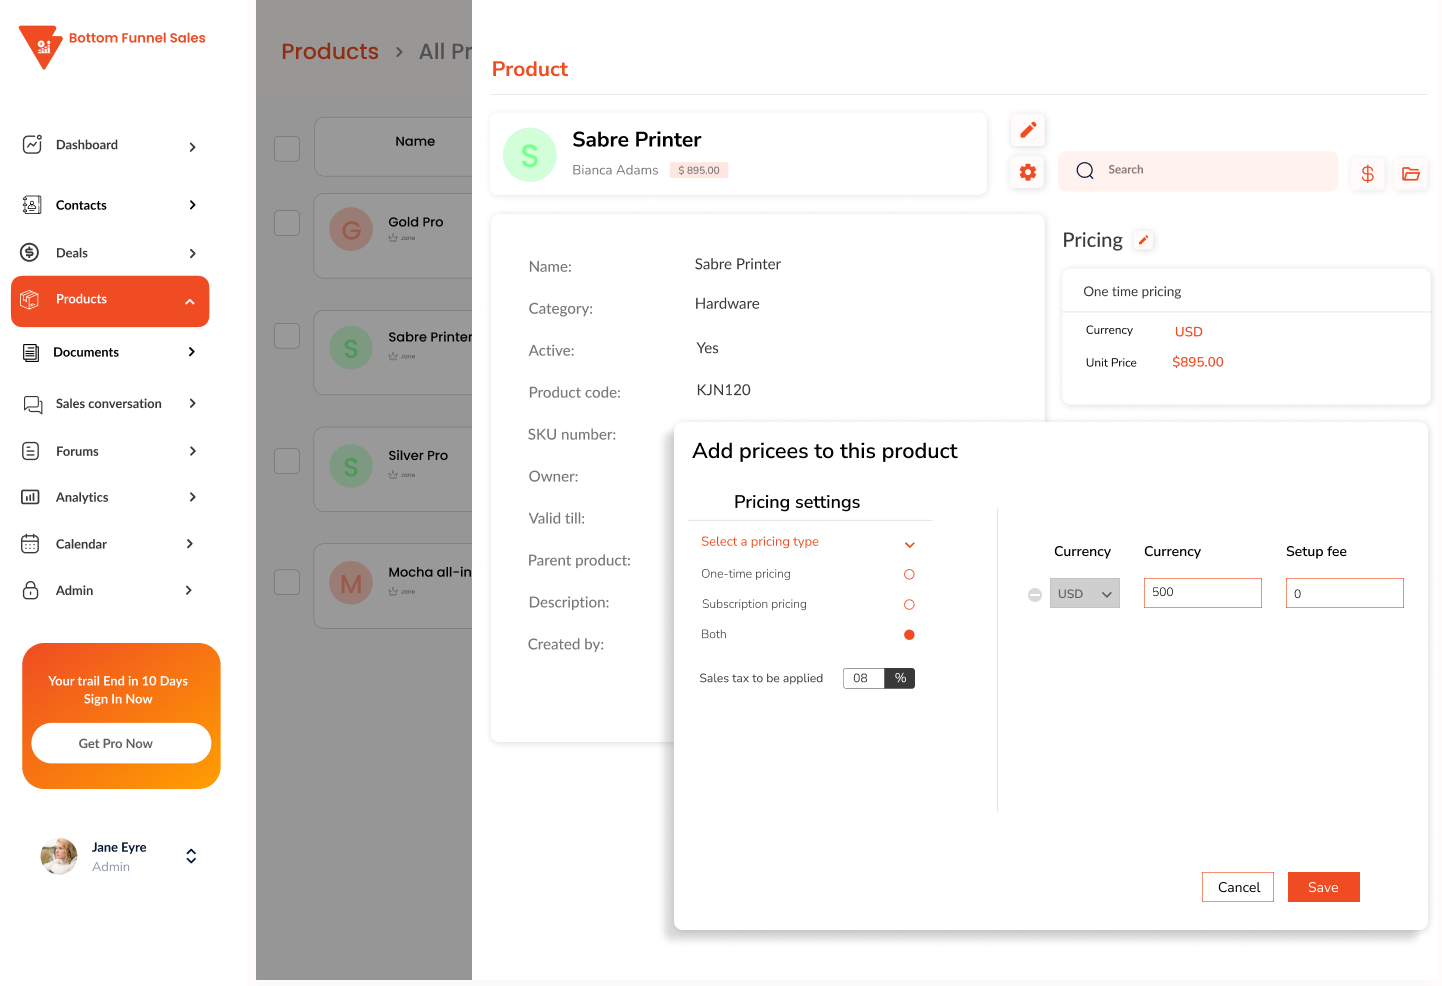 Bottom Funnel Sales
Dashboard
Contacts
Deals
Products
Documents
Sales conversation
Forums
Analytics
Calendar
Admin
Your trail End in 10 Days
Sign In Now
Get Pro Now
Jane Eyre
Admin
Products > All Pr
Name
G
Gold Pro
Jane
S
Sabre Printer
Jane
S
Silver Pro
Jane
M
Mocha all-in
Jane
Product
S
Sabre Printer
Bianca Adams
$ 895.00
Search
$
Name: Sabre Printer
Category: Hardware
Active: Yes
Product code: KJN120
SKU number:
Owner:
Valid till:
Parent product:
Description:
Created by:
Pricing
One time pricing
Currency USD
Unit Price $895.00
Add pricees to this product
Pricing settings
Select a pricing type
One-time pricing
Subscription pricing
Both
Sales tax to be applied 08 %
Currency Currency Setup fee
USD 500 0
Cancel Save